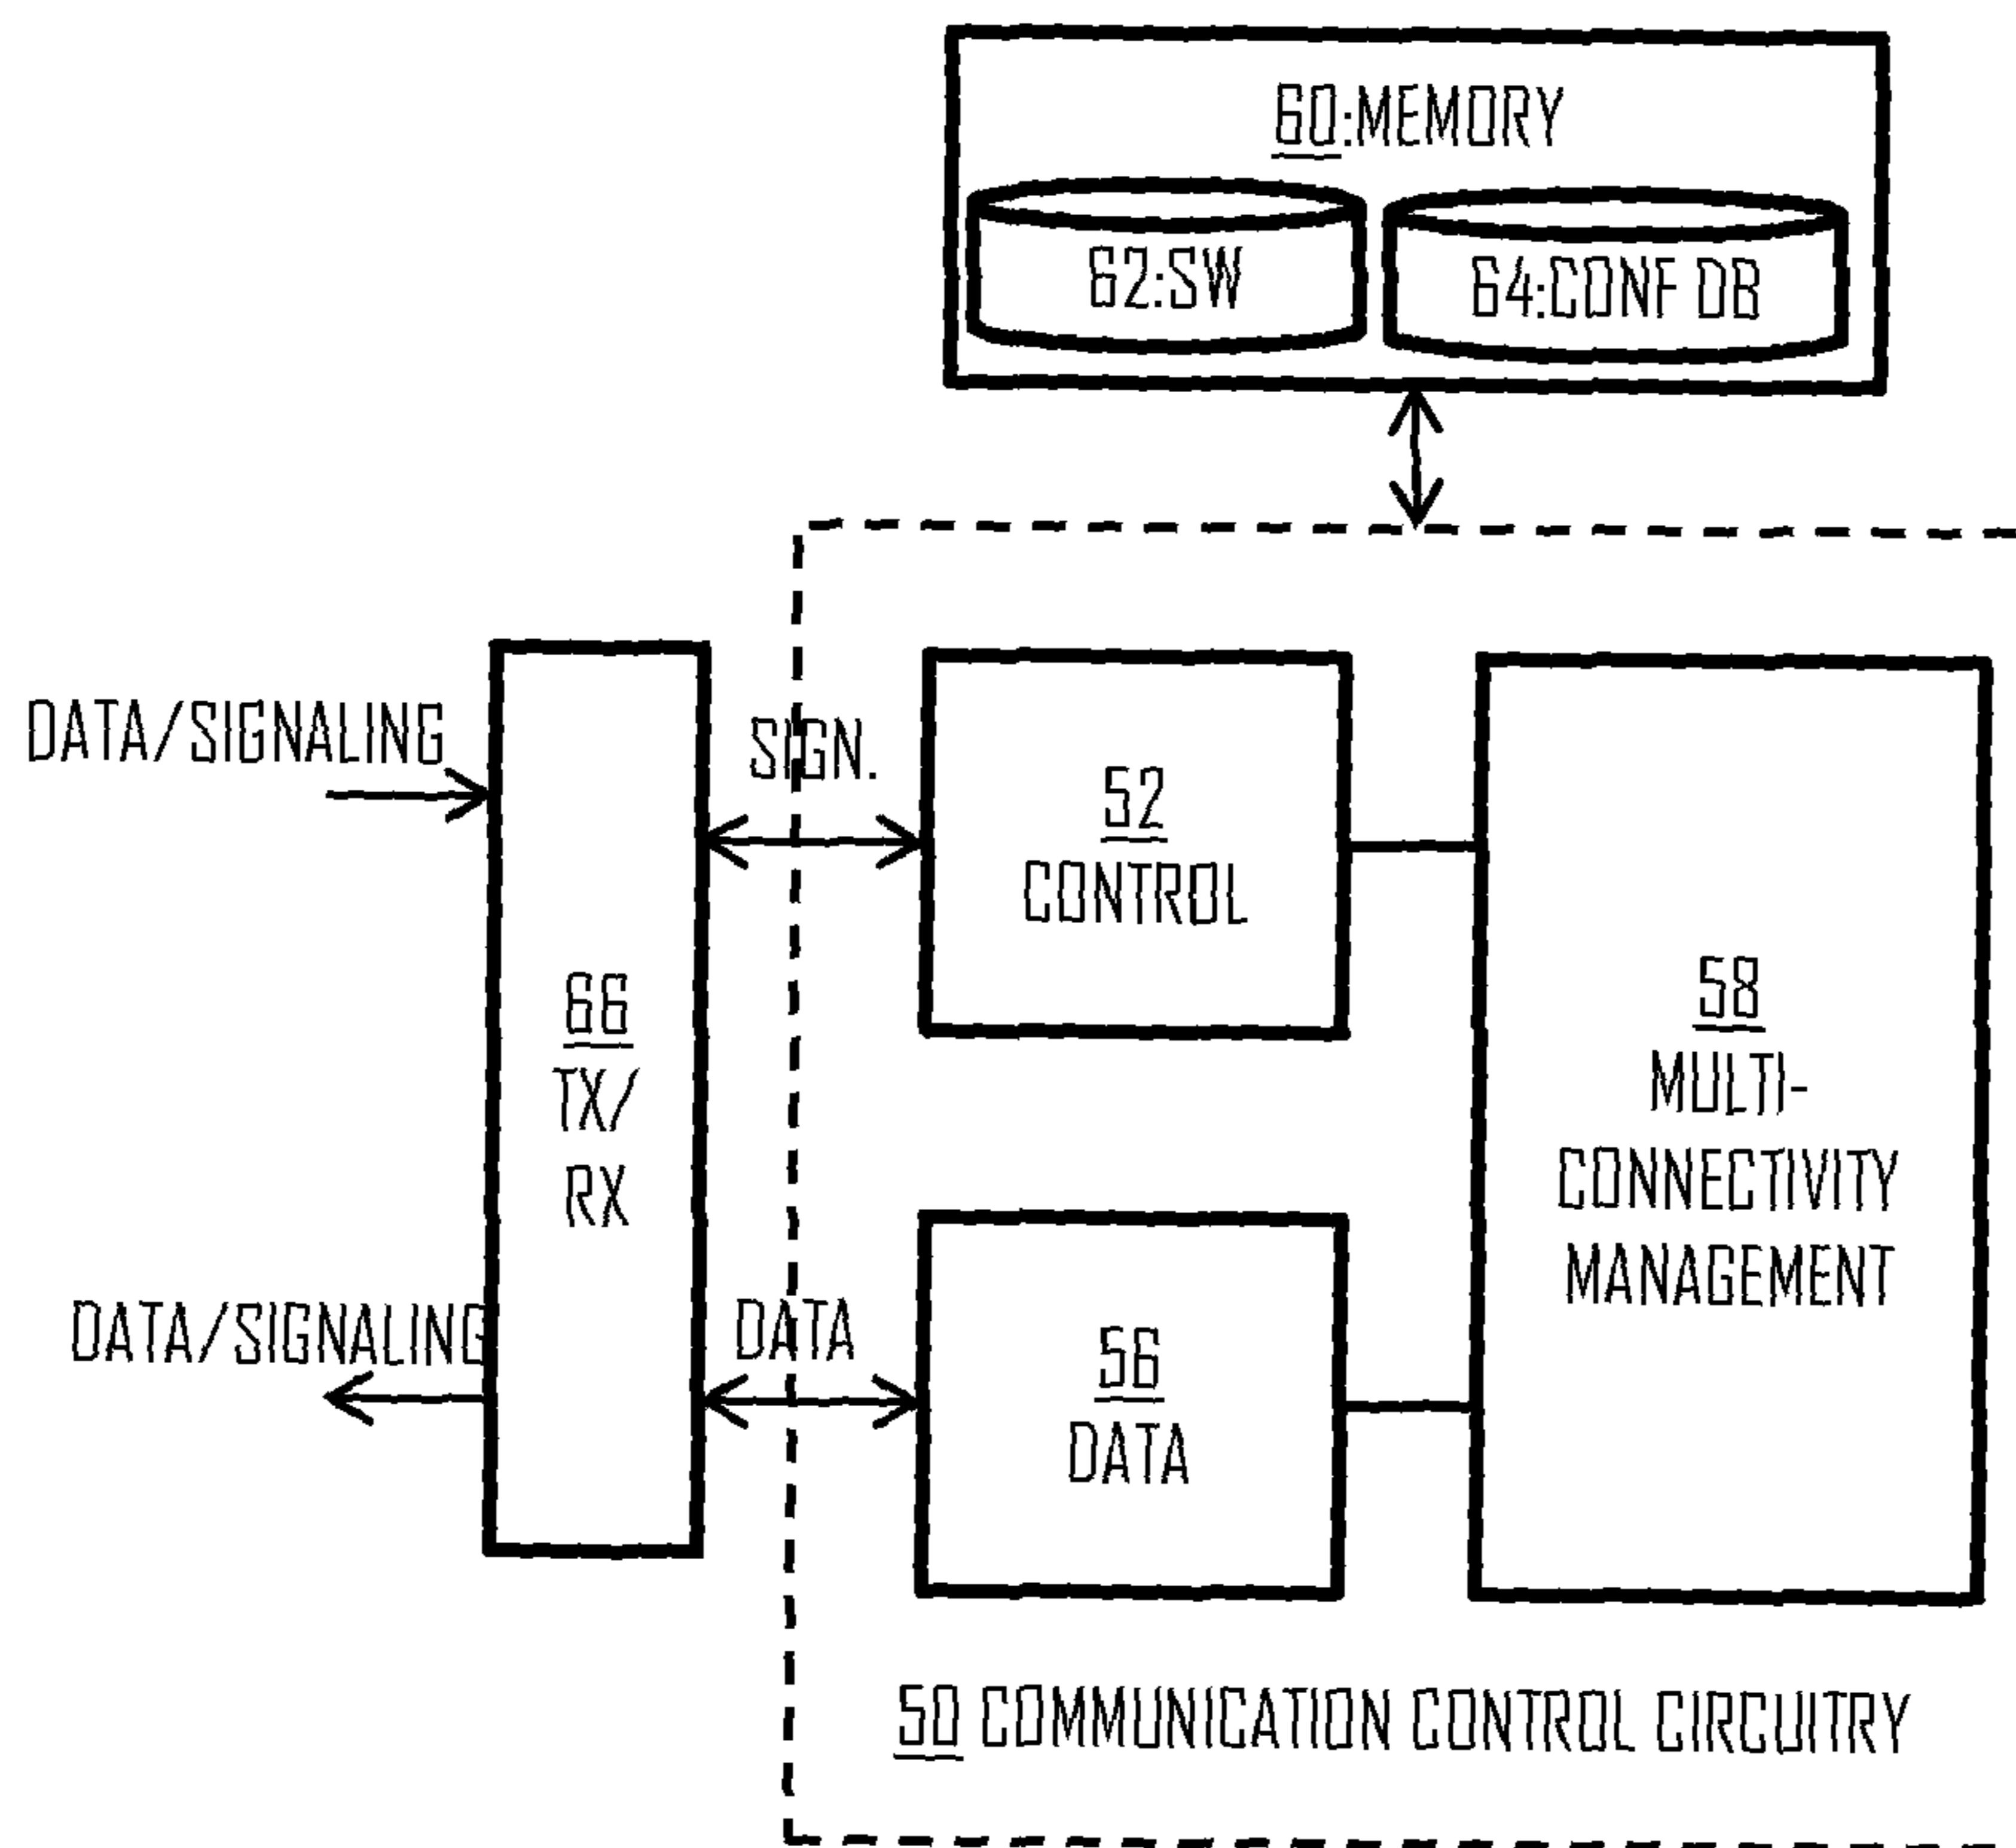 60:MEMORY
62:SW
64:CONF DB
DATA/SIGNALING
SIGN.
52
CONTROL
66
TX/
RX
58
MULTI-
CONNECTIVITY
MANAGEMENT
DATA/SIGNALING
DATA
56
DATA
50 COMMUNICATION CONTROL CIRCUITRY